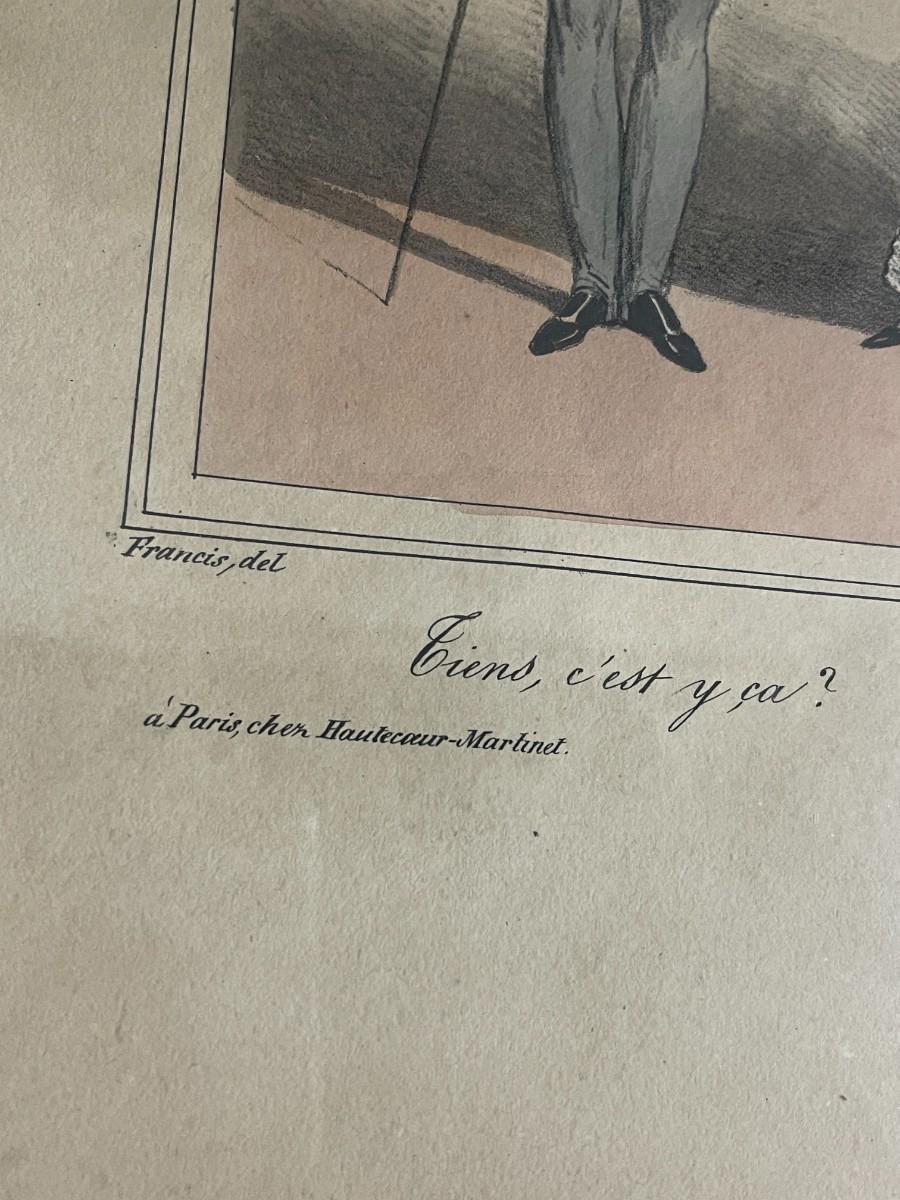 Francis, del
Tiens, c'est y ça?
à Paris, chez Hautecœur-Martinet.